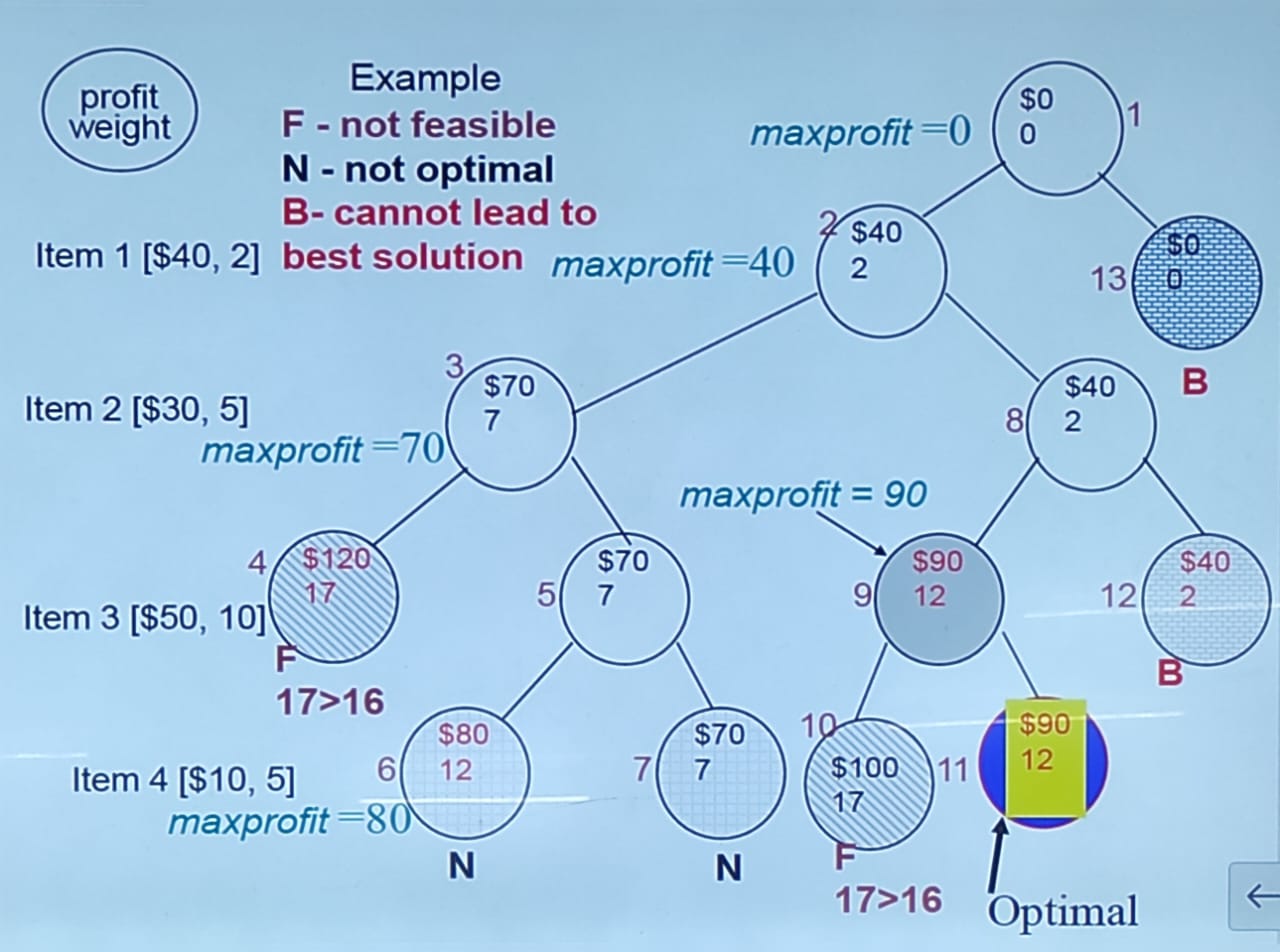 profit
weight
Example
F - not feasible
N - not optimal
B- cannot lead to
best solution
maxprofit =0
$0
0
1
Item 1 [$40, 2]
maxprofit =40
2
$40
2
13
$0
0
B
Item 2 [$30, 5]
maxprofit =70
3
$70
7
8
$40
2
maxprofit = 90
Item 3 [$50, 10]
4
$120
17
F
17>16
5
$70
7
9
$90
12
12
$40
2
B
Item 4 [$10, 5]
maxprofit =80
6
$80
12
N
7
$70
7
N
10
$100
17
F
17>16
11
$90
12
Optimal